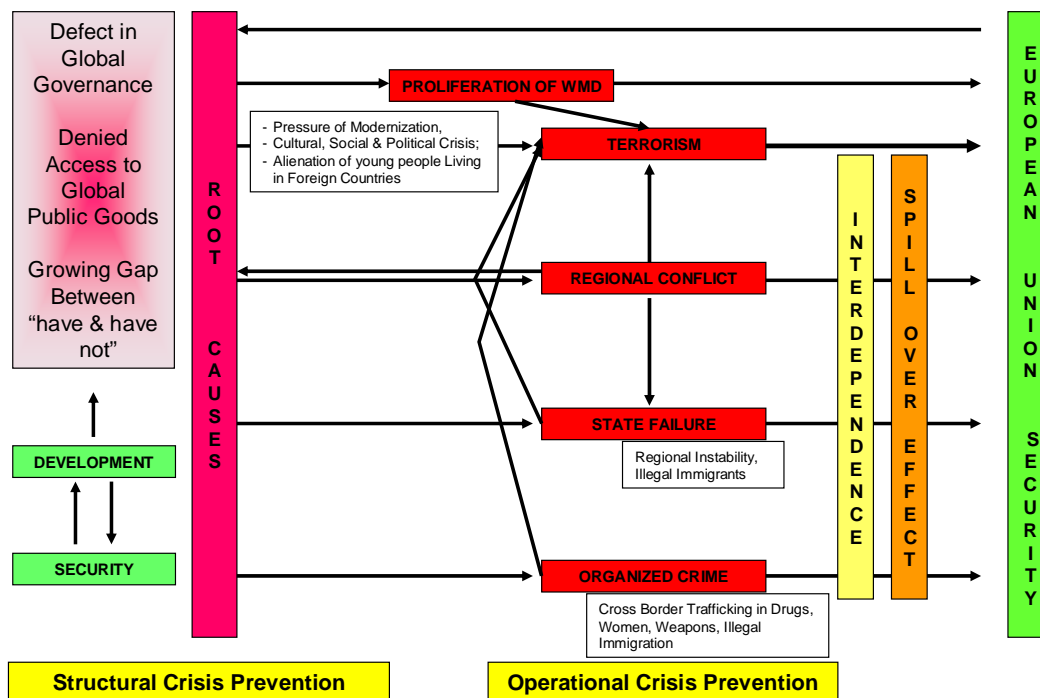 Defect in
Global
Governance
Denied
Access to
Global
Public Goods
Growing Gap
Between
“have & have
not”
DEVELOPMENT
SECURITY
ROOT CAUSES
PROLIFERATION OF WMD
- Pressure of Modernization,
- Cultural, Social & Political Crisis;
- Alienation of young people Living
in Foreign Countries
TERRORISM
REGIONAL CONFLICT
STATE FAILURE
Regional Instability,
Illegal Immigrants
ORGANIZED CRIME
Cross Border Trafficking in Drugs,
Women, Weapons, Illegal
Immigration
INTERDEPENDENCE
SPILL OVER EFFECT
EUROPEAN UNION SECURITY
Structural Crisis Prevention
Operational Crisis Prevention